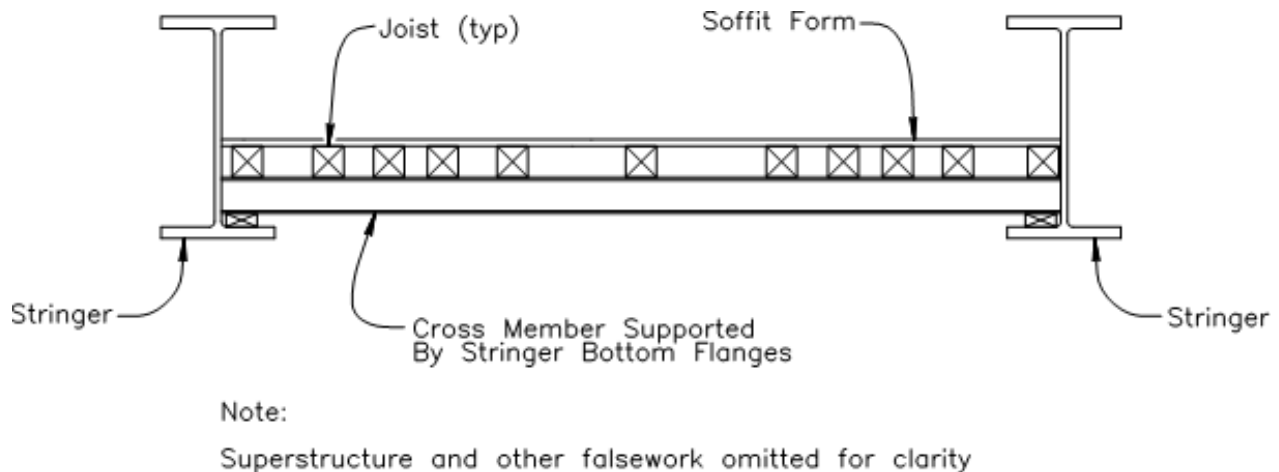 Joist (typ)
Soffit Form
Stringer
Stringer
Cross Member Supported
By Stringer Bottom Flanges
Note:
Superstructure and other falsework omitted for clarity